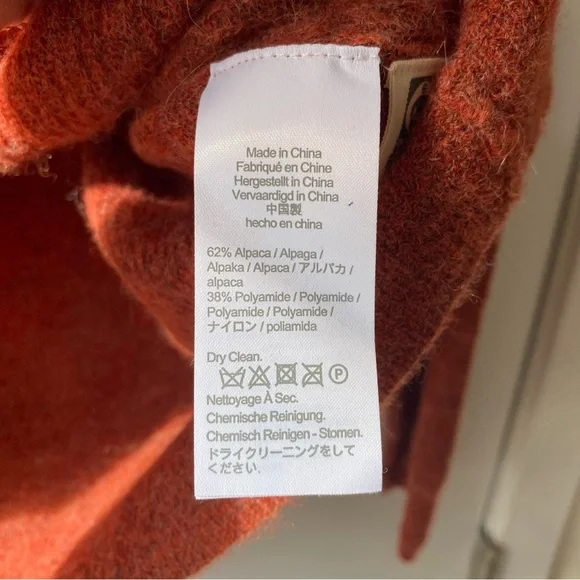 Made in China
Fabriqué en Chine
Hergestellt in China
Vervaardigd in China
中国製
hecho en china
62% Alpaca / Alpaga /
Alpaka / Alpaca / アルパカ /
alpaca
38% Polyamide / Polyamide /
Polyamide / Polyamide /
ナイロン / poliamida
Dry Clean.
P
Nettoyage À Sec.
Chemische Reinigung.
Chemisch Reinigen - Stomen.
ドライクリーニングをして
ください.